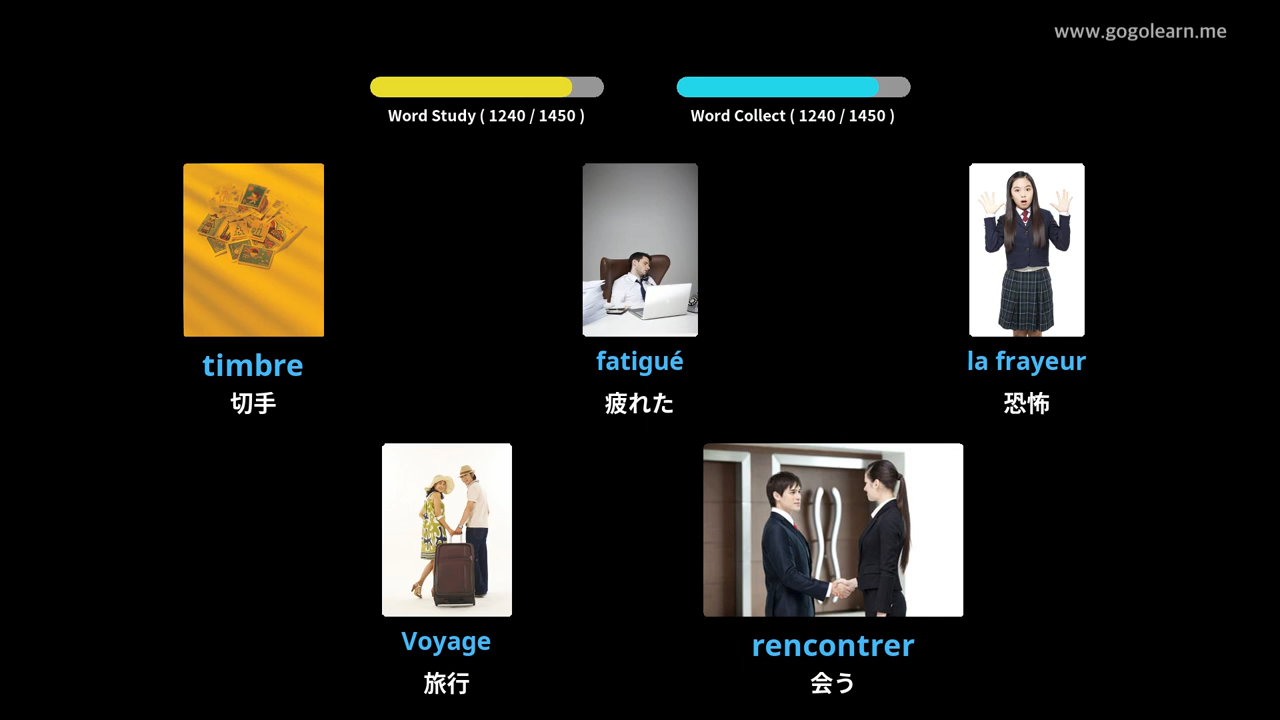 www.gogolearn.me
Word Study ( 1240 / 1450 )
Word Collect ( 1240 / 1450 )
timbre
切手
fatigué
疲れた
la frayeur
恐怖
Voyage
旅行
rencontrer
会う